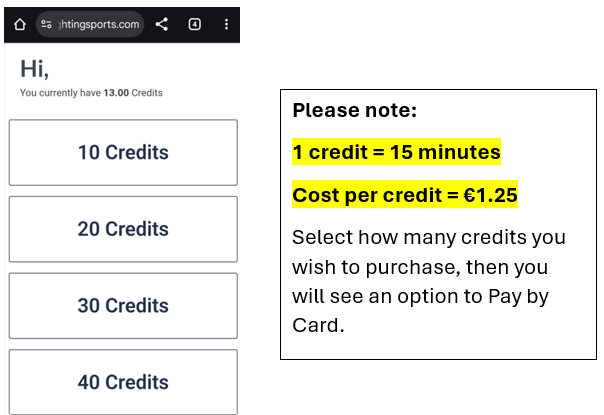 htingsports.com
4
Hi,
You currently have 13.00 Credits
10 Credits
20 Credits
30 Credits
40 Credits
Please note:
1 credit = 15 minutes
Cost per credit = €1.25
Select how many credits you
wish to purchase, then you
will see an option to Pay by
Card.